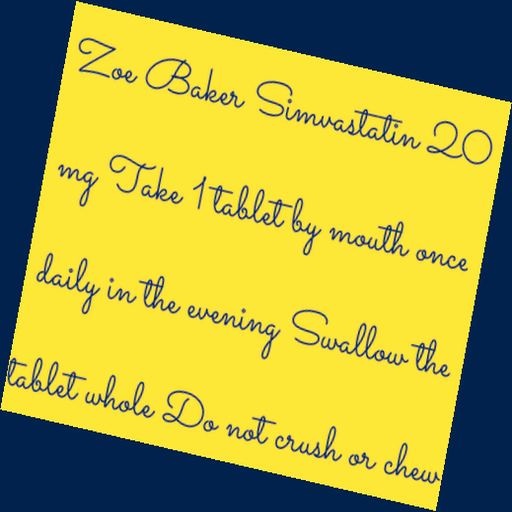 Zoe Baker Simvastatin 20
mg Take 1 tablet by mouth once
daily in the evening Swallow the
tablet whole Do not crush or chew